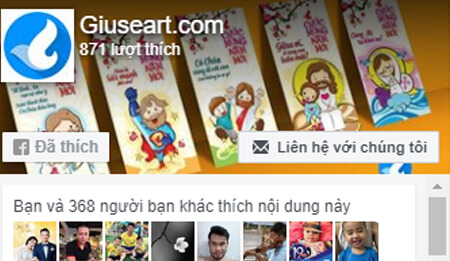 Giuseart.com
871 lượt thích
Đã thích
Liên hệ với chúng tôi
Bạn và 368 người bạn khác thích nội dung này